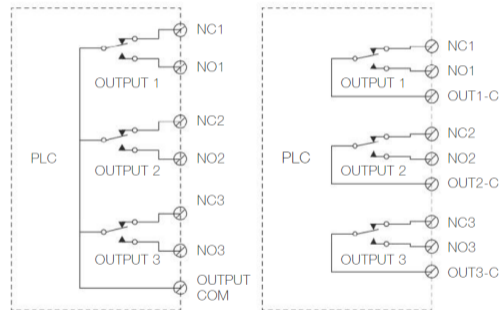 NC1
NO1
OUTPUT 1
NC2
PLC
NO2
OUTPUT 2
NC3
NO3
OUTPUT 3
OUTPUT
COM
NC1
NO1
OUTPUT 1
OUT1-C
NC2
PLC
NO2
OUTPUT 2
OUT2-C
NC3
NO3
OUTPUT 3
OUT3-C